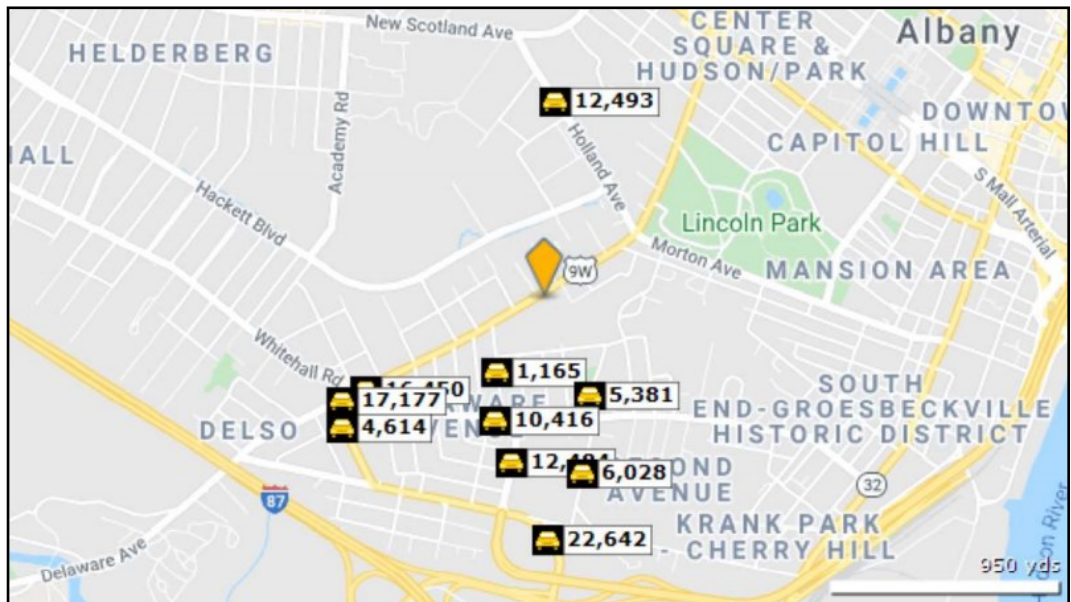 New Scotland Ave
CENTER
SQUARE &
HUDSON/PARK
Albany
HELDERBERG
12,493
DOWNTOW
CAPITOL HILL
Academy Rd
Holland Ave
S Mall Arterial
Hackett Blvd
Lincoln Park
9W
Morton Ave
MANSION AREA
Whitehall Rd
1,165
17,177
5,381
SOUTH
END-GROESBECKVILLE
HISTORIC DISTRICT
10,416
4,614
DELSO
6,028
AVENUE
32
87
22,642
KRANK PARK
- CHERRY HILL
Delaware Ave
950 yds